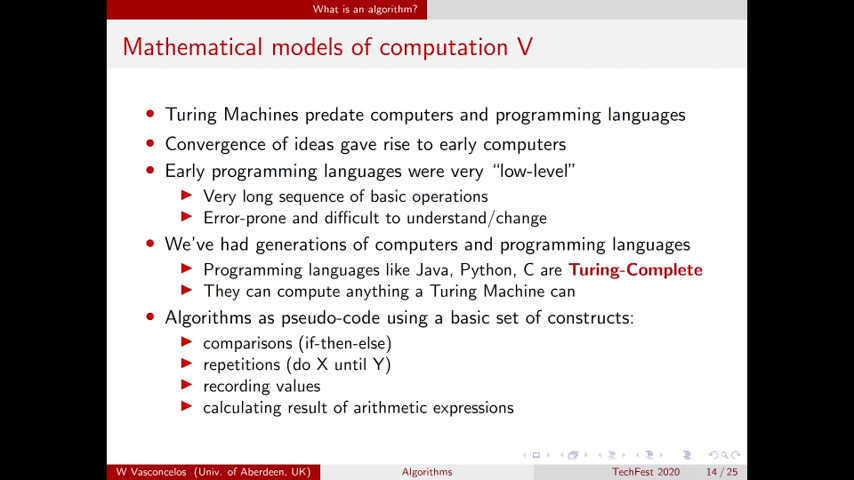 What is an algorithm?
Mathematical models of computation V
• Turing Machines predate computers and programming languages
• Convergence of ideas gave rise to early computers
• Early programming languages were very “low-level”
▶ Very long sequence of basic operations
▶ Error-prone and difficult to understand/change
• We’ve had generations of computers and programming languages
▶ Programming languages like Java, Python, C are Turing-Complete
▶ They can compute anything a Turing Machine can
• Algorithms as pseudo-code using a basic set of constructs:
▶ comparisons (if-then-else)
▶ repetitions (do X until Y)
▶ recording values
▶ calculating result of arithmetic expressions
W Vasconcelos (Univ. of Aberdeen, UK) Algorithms TechFest 2020 14 / 25